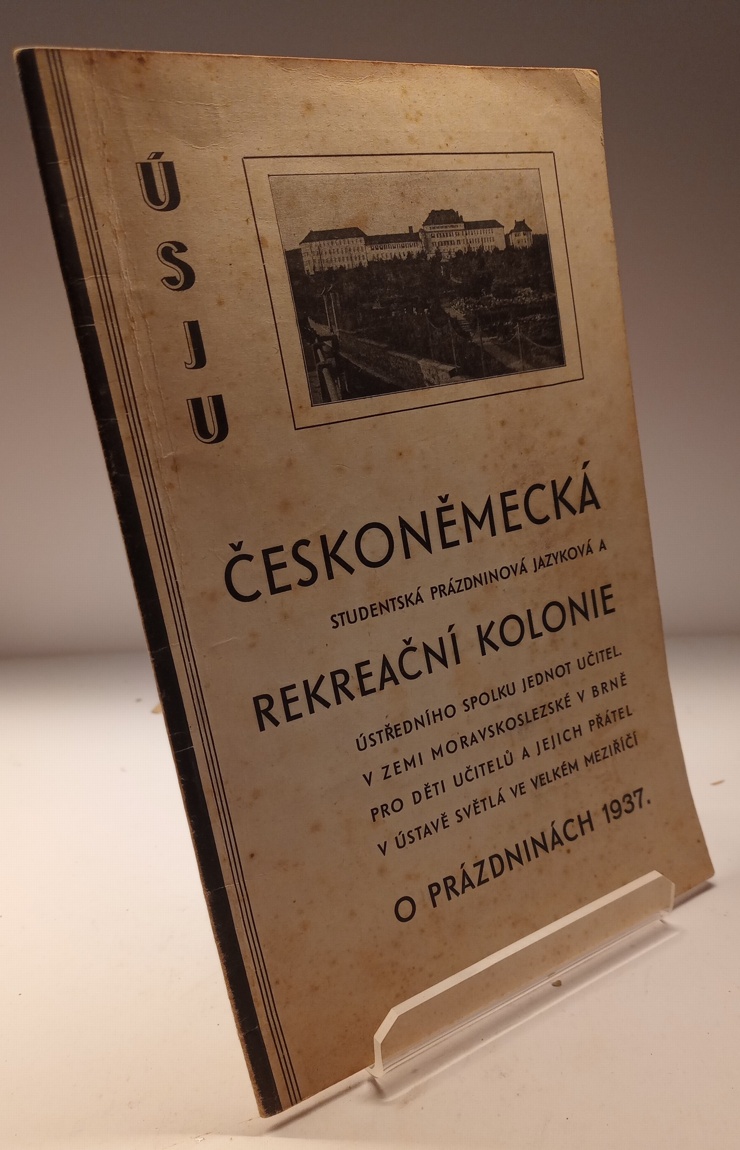 Ú
S
J
U
ČESKONĚMECKÁ
STUDENTSKÁ PRÁZDNINOVÁ JAZYKOVÁ A
REKREAČNÍ KOLONIE
ÚSTŘEDNÍHO SPOLKU JEDNOT UČITEL.
V ZEMI MORAVSKOSLEZSKÉ V BRNĚ
PRO DĚTI UČITELŮ A JEJICH PŘÁTEL
V ÚSTAVĚ SVĚTLÁ VE VELKÉM MEZIŘÍČÍ
O PRÁZDNINÁCH 1937.